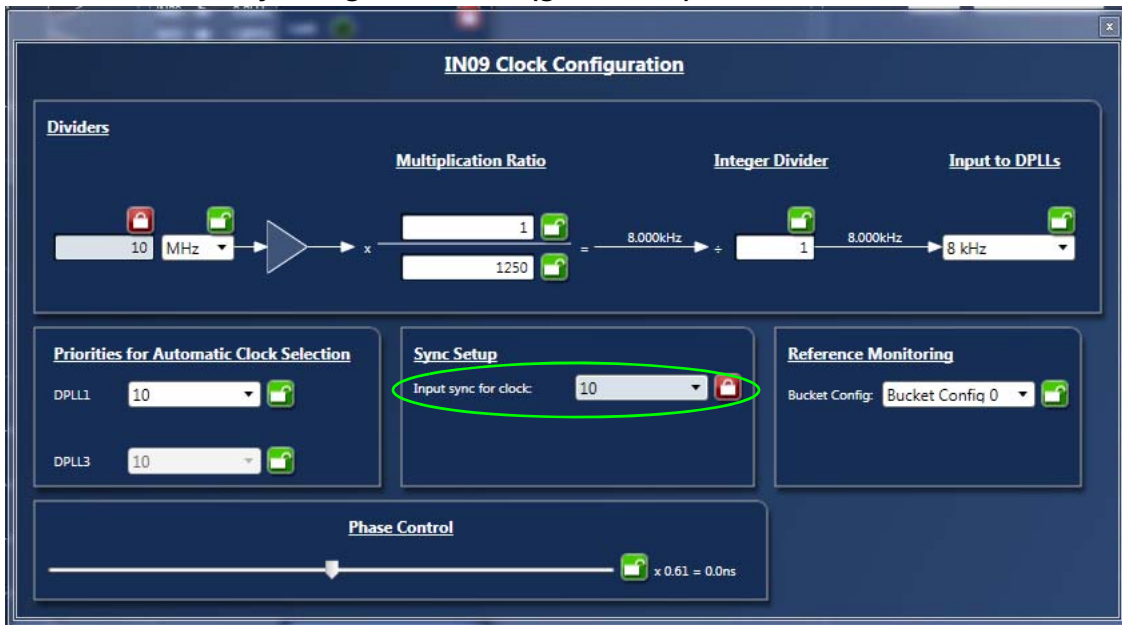 x
IN09 Clock Configuration
Dividers
Multiplication Ratio
Integer Divider
Input to DPLLs
10 MHz x 1 = 8.000kHz ÷ 1 8.000kHz 8 kHz
1250
Priorities for Automatic Clock Selection
DPLL1 10
DPLL3 10
Sync Setup
Input sync for clock: 10
Reference Monitoring
Bucket Config: Bucket Config 0
Phase Control
x 0.61 = 0.0ns